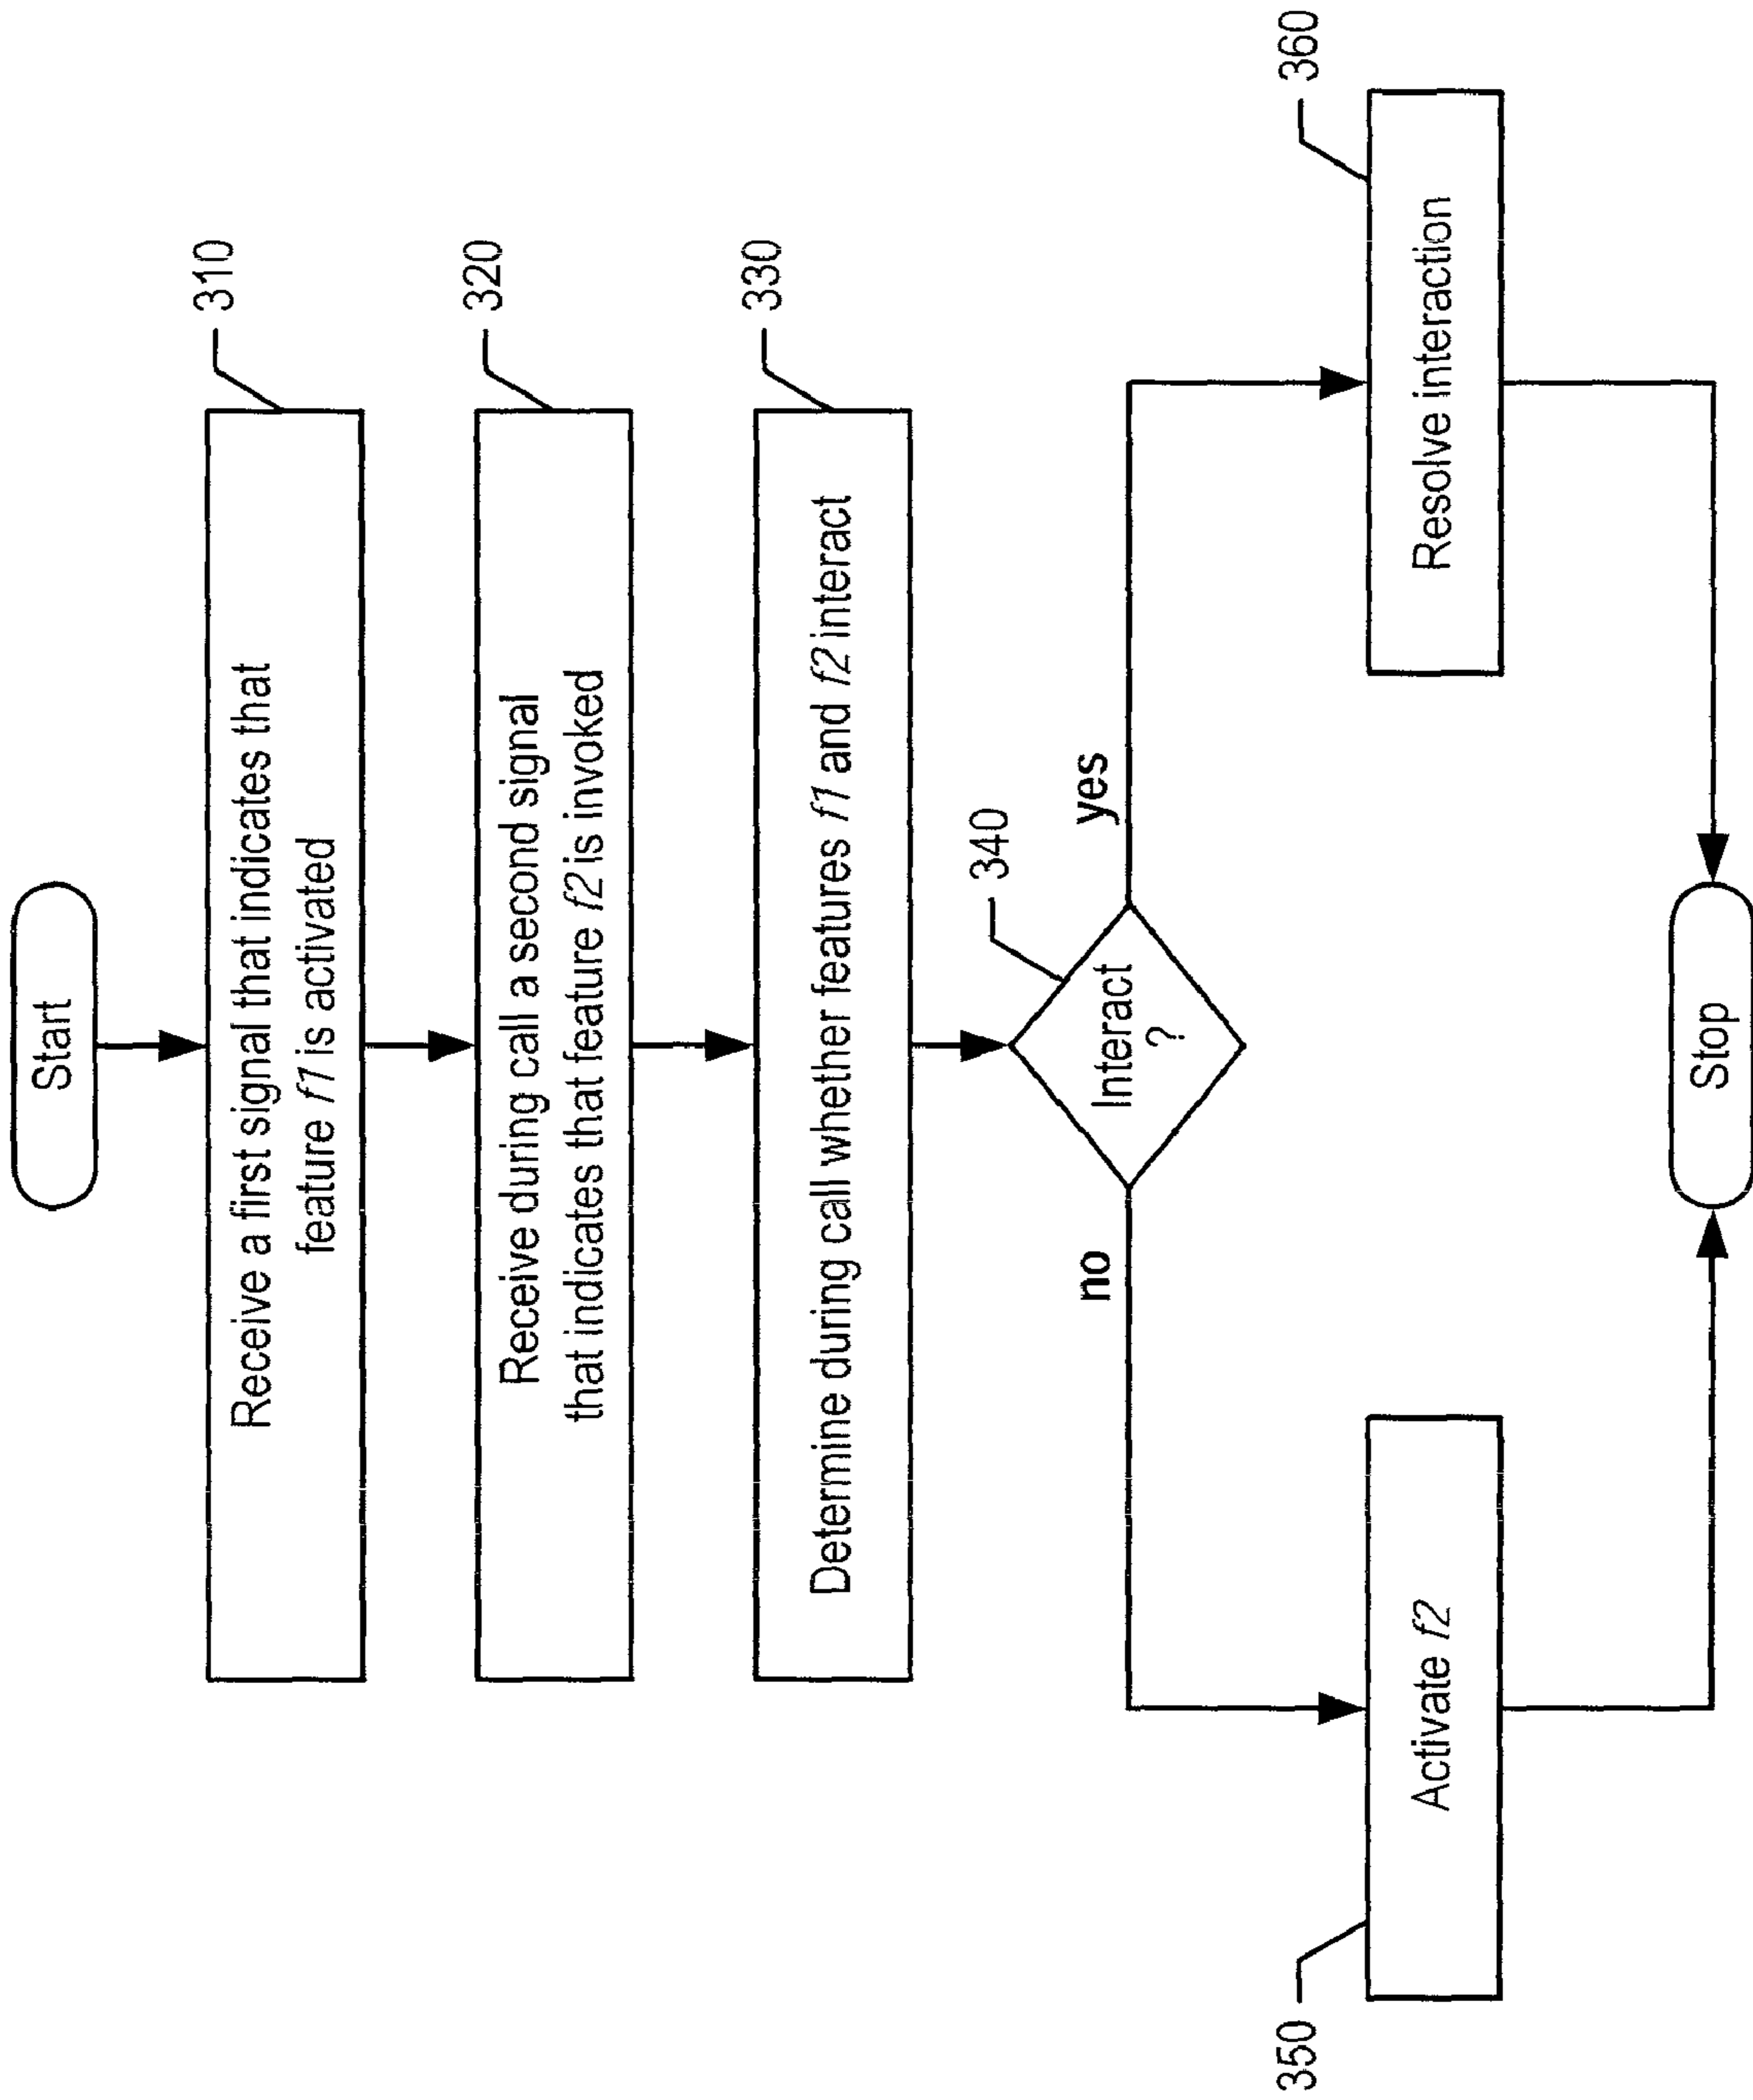 Start
310
Receive a first signal that indicates that
feature f1 is activated
320
Receive during call a second signal
that indicates that feature f2 is invoked
330
Determine during call whether features f1 and f2 interact
340
Interact
?
no
yes
350
Activate f2
360
Resolve interaction
Stop